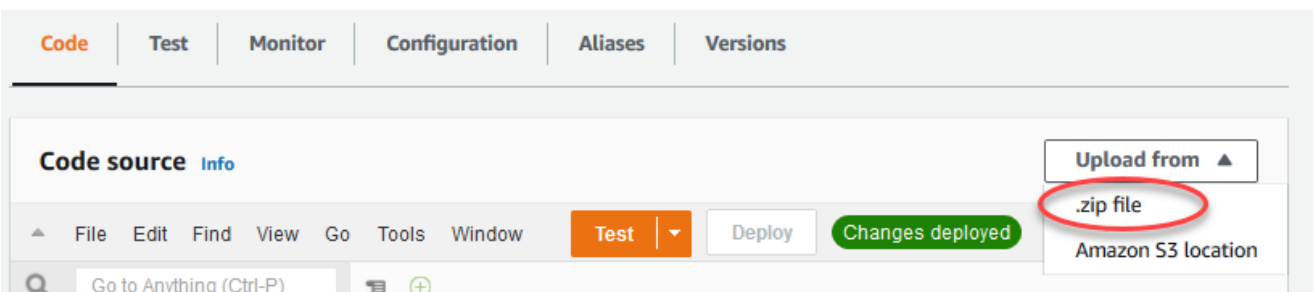 Code Test Monitor Configuration Aliases Versions
Code source Info
Upload from
.zip file
Amazon S3 location
File Edit Find View Go Tools Window Test Deploy Changes deployed
Go to Anything (Ctrl-P)